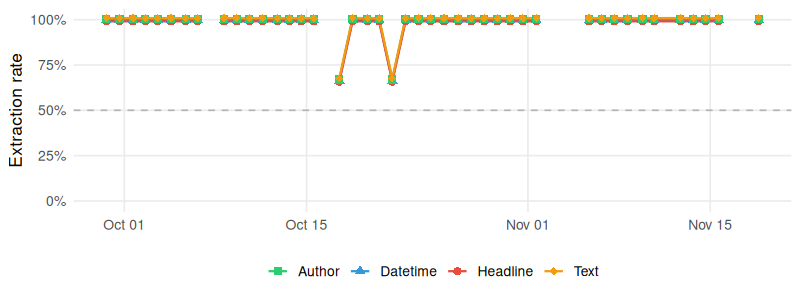 Extraction rate
100%
75%
50%
25%
0%
Oct 01 Oct 15 Nov 01 Nov 15
Author Datetime Headline Text